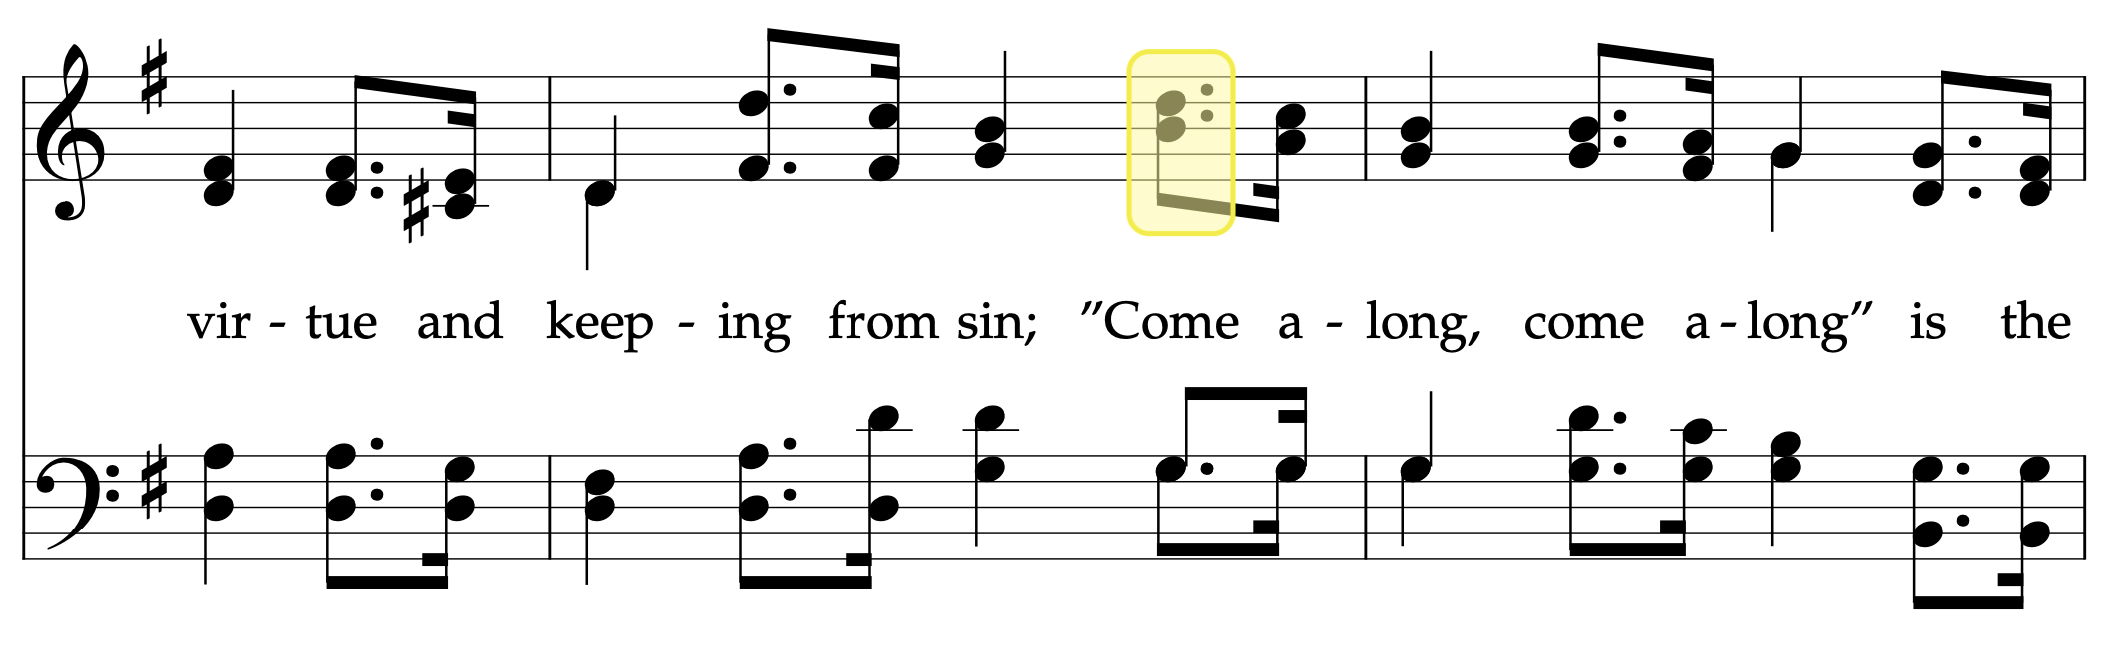 vir - tue and keep - ing from sin; ”Come a - long, come a - long” is the